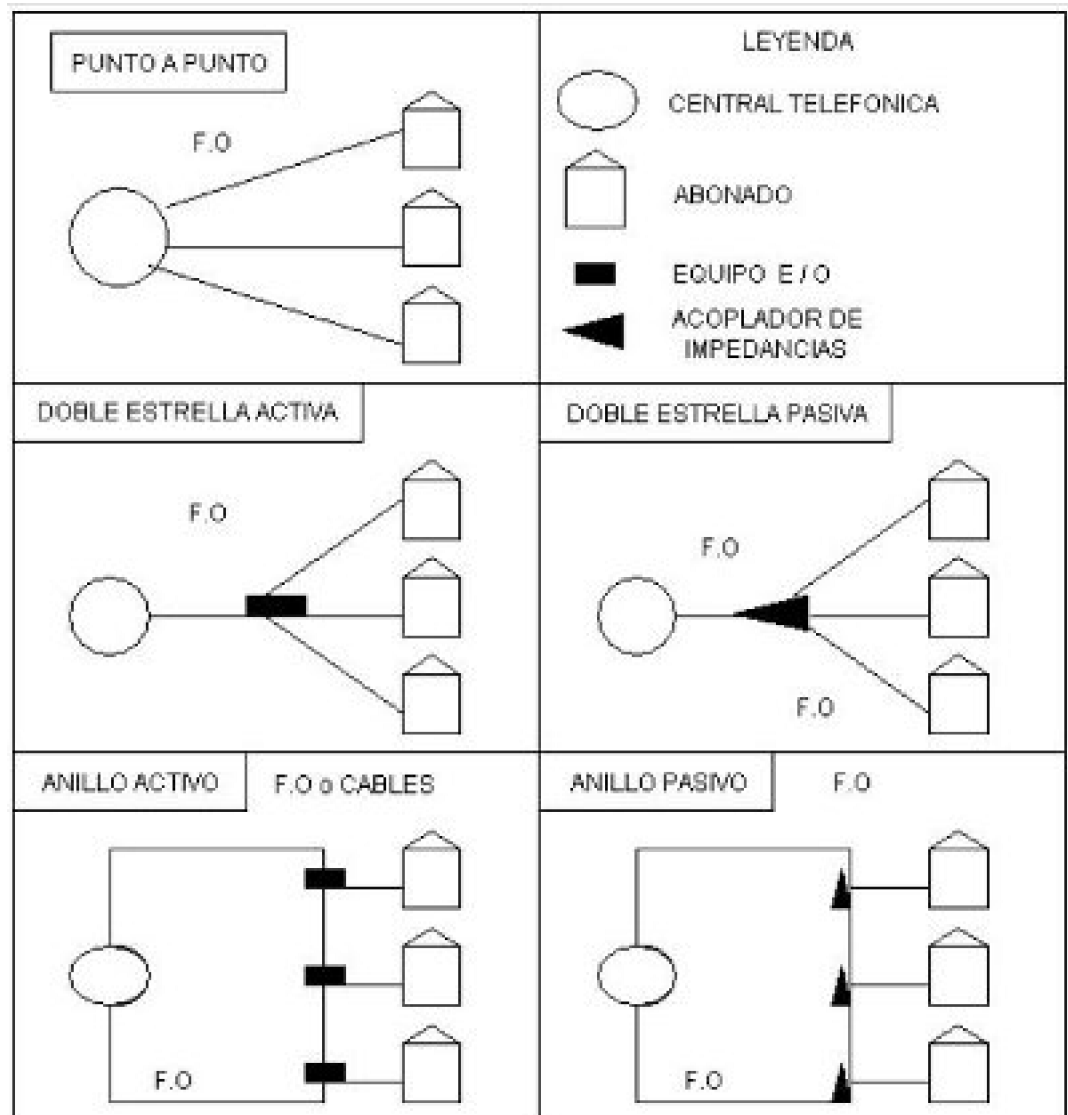 PUNTO A PUNTO
F.O
LEYENDA
CENTRAL TELEFONICA
ABONADO
EQUIPO E / O
ACOPLADOR DE
IMPEDANCIAS
DOBLE ESTRELLA ACTIVA
F.O
DOBLE ESTRELLA PASIVA
F.O
F.O
ANILLO ACTIVO
F.O o CABLES
F.O
ANILLO PASIVO
F.O
F.O